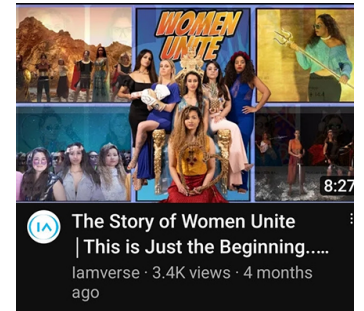 WOMEN
UNITE
8:27
IA
The Story of Women Unite
|This is Just the Beginning.....
Iamverse · 3.4K views · 4 months
ago